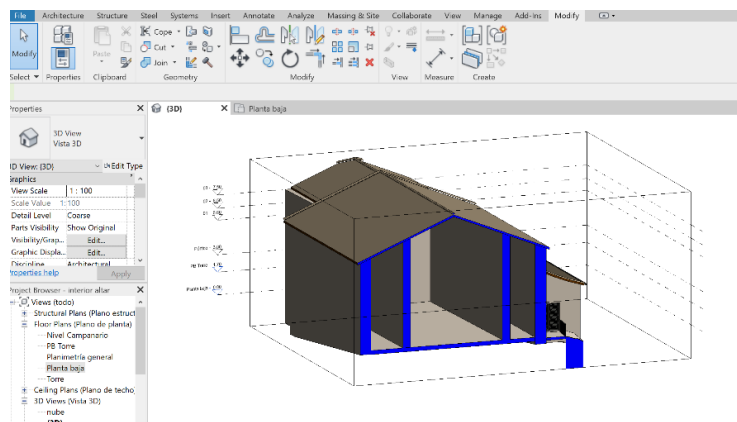 File Architecture Structure Steel Systems Insert Annotate Analyze Massing & Site Collaborate View Manage Add-Ins Modify
Cope
Modify Paste Cut
Join
Select Properties Clipboard Geometry Modify View Measure Create
Properties X (3D) X Planta baja
3D View
Vista 3D
3D View: (3D) Edit Type
Graphics
View Scale 1 : 100
Scale Value 1: 100
Detail Level Coarse
Parts Visibility Show Original
Visibility/Grap... Edit...
Graphic Displa... Edit...
Discipline Architectural
Properties help Apply
PB Torre
Planta baja
Project Browser - interior altar X
Views (todo)
Structural Plans (Plano estruct
Floor Plans (Plano de planta)
Nivel Campanario
PB Torre
Planimetría general
Planta baja
Torre
Ceiling Plans (Plano de techo
3D Views (Vista 3D)
nube
(3D)